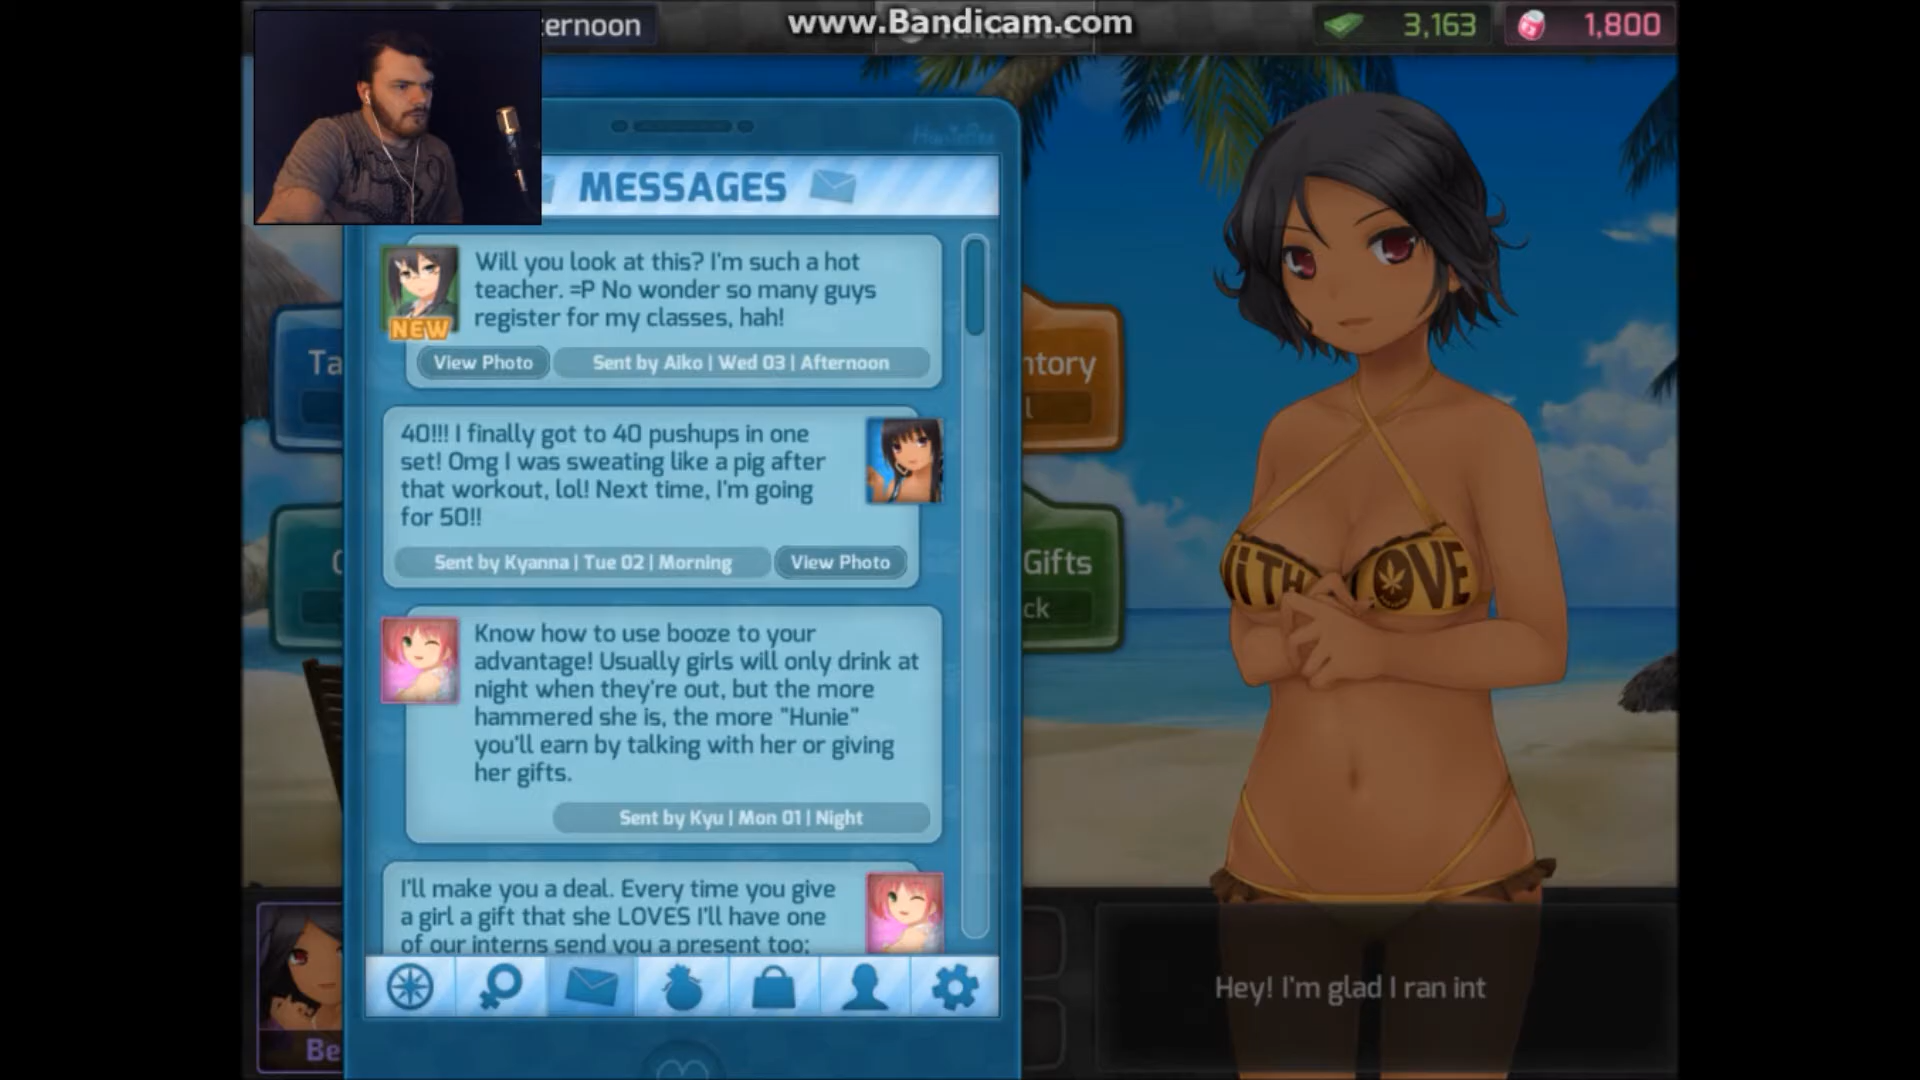 ernoon
www.Bandicam.com
3,163
1,800
MESSAGES
Will you look at this? I'm such a hot
teacher. =P No wonder so many guys
register for my classes, hah!
NEW
View Photo
Sent by Aiko | Wed 03 | Afternoon
40!!! I finally got to 40 pushups in one
set! Omg I was sweating like a pig after
that workout, lol! Next time, I'm going
for 50!!
Sent by Kyanna | Tue 02 | Morning
View Photo
Know how to use booze to your
advantage! Usually girls will only drink at
night when they're out, but the more
hammered she is, the more "Hunie"
you'll earn by talking with her or giving
her gifts.
Sent by Kyu | Mon 01 | Night
I'll make you a deal. Every time you give
a girl a gift that she LOVES I'll have one
of our interns send you a present too;
Ta
ntory
l
Gifts
ck
ITH
OVE
Be
Hey! I'm glad I ran int